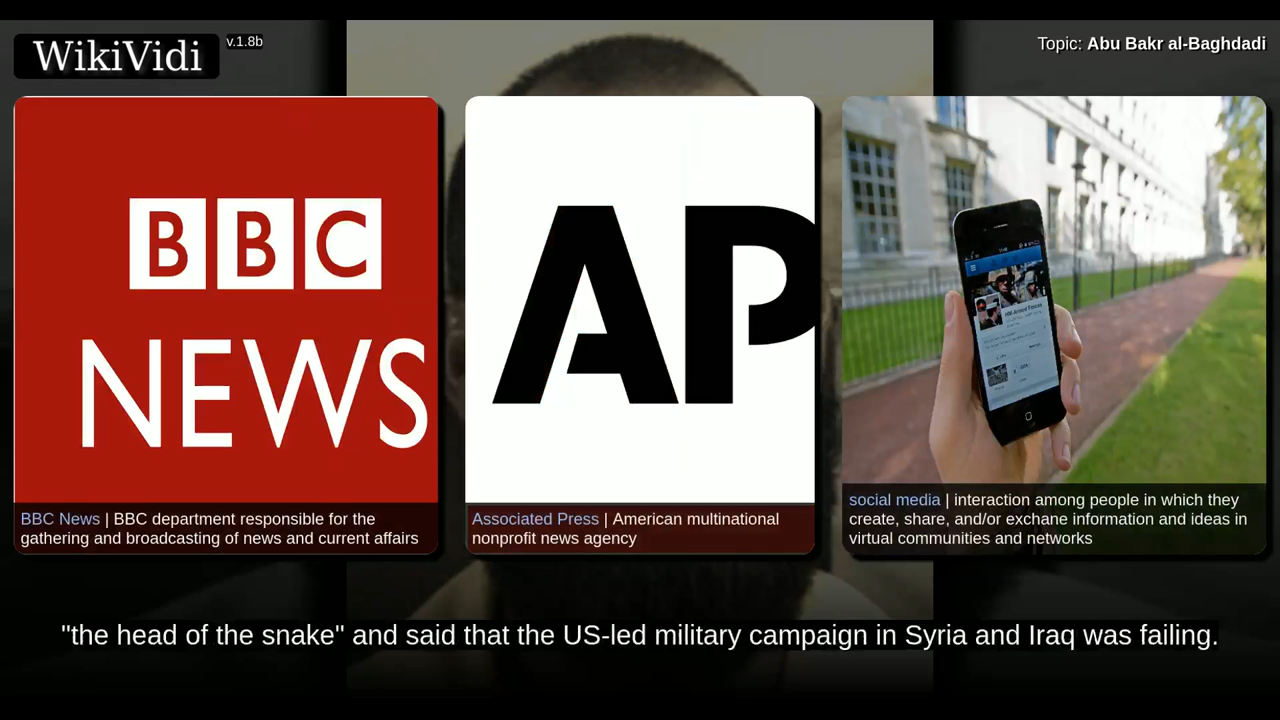 WikiVidi v.1.8b
Topic: Abu Bakr al-Baghdadi
BBC
NEWS
BBC News | BBC department responsible for the
gathering and broadcasting of news and current affairs
AP
Associated Press | American multinational
nonprofit news agency
social media | interaction among people in which they
create, share, and/or exchane information and ideas in
virtual communities and networks
"the head of the snake" and said that the US-led military campaign in Syria and Iraq was failing.